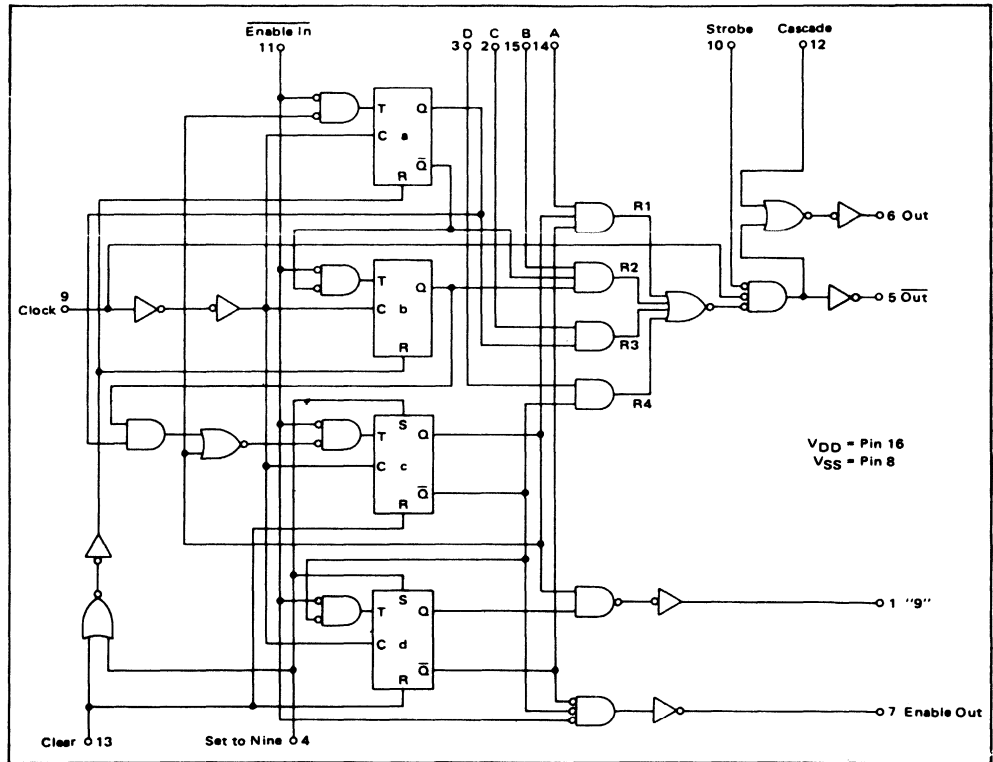 Enable In
11
D
3
C
2
B
15
A
14
Strobe
10
Cascade
12
T Q
C a
Q̅
R
R1
6 Out
T Q
C b
R
R2
Clock 9
5 O̅u̅t̅
R3
R4
S
T Q
C c
Q̅
R
VDD = Pin 16
VSS = Pin 8
S
T Q
C d
Q̅
R
1 "9"
7 Enable Out
Clear 13
Set to Nine 4